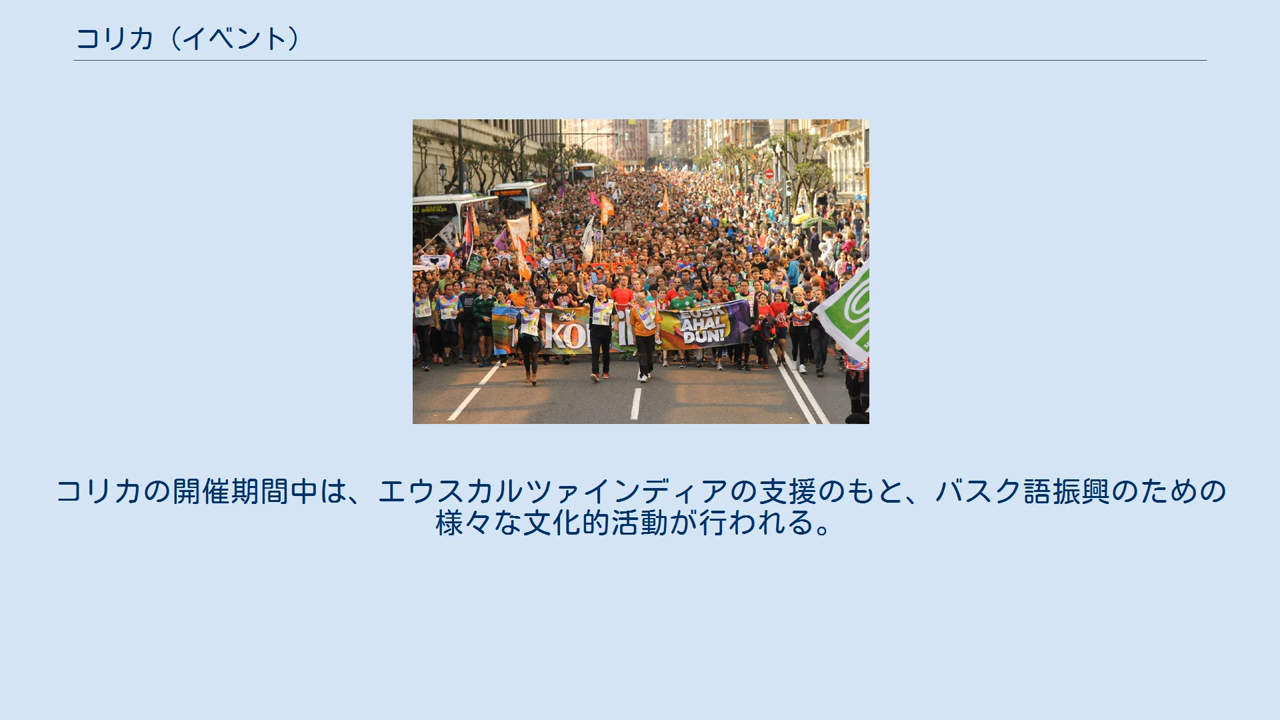 コリカ（イベント）
aek
EUSK
AHAL
DUN!
コリカの開催期間中は、エウスカルツァインディアの支援のもと、バスク語振興のための
様々な文化的活動が行われる。